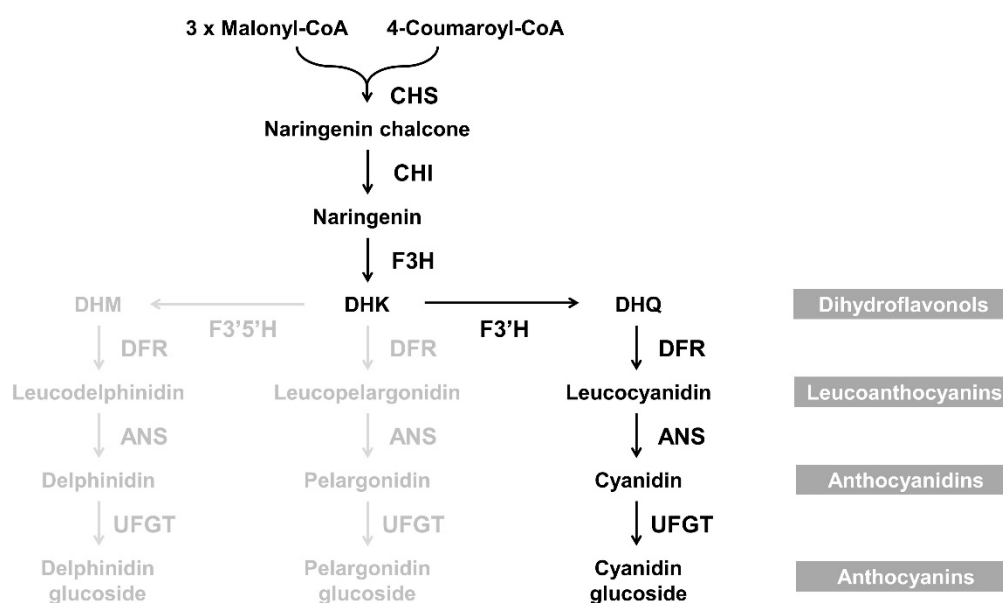 3 x Malonyl-CoA 4-Coumaroyl-CoA
CHS
Naringenin chalcone
CHI
Naringenin
F3H
DHM DHK DHQ Dihydroflavonols
F3'5'H F3'H
DFR DFR DFR
Leucodelphinidin Leucopelargonidin Leucocyanidin Leucoanthocyanins
ANS ANS ANS
Delphinidin Pelargonidin Cyanidin Anthocyanidins
UFGT UFGT UFGT
Delphinidin Pelargonidin Cyanidin
glucoside glucoside glucoside Anthocyanins